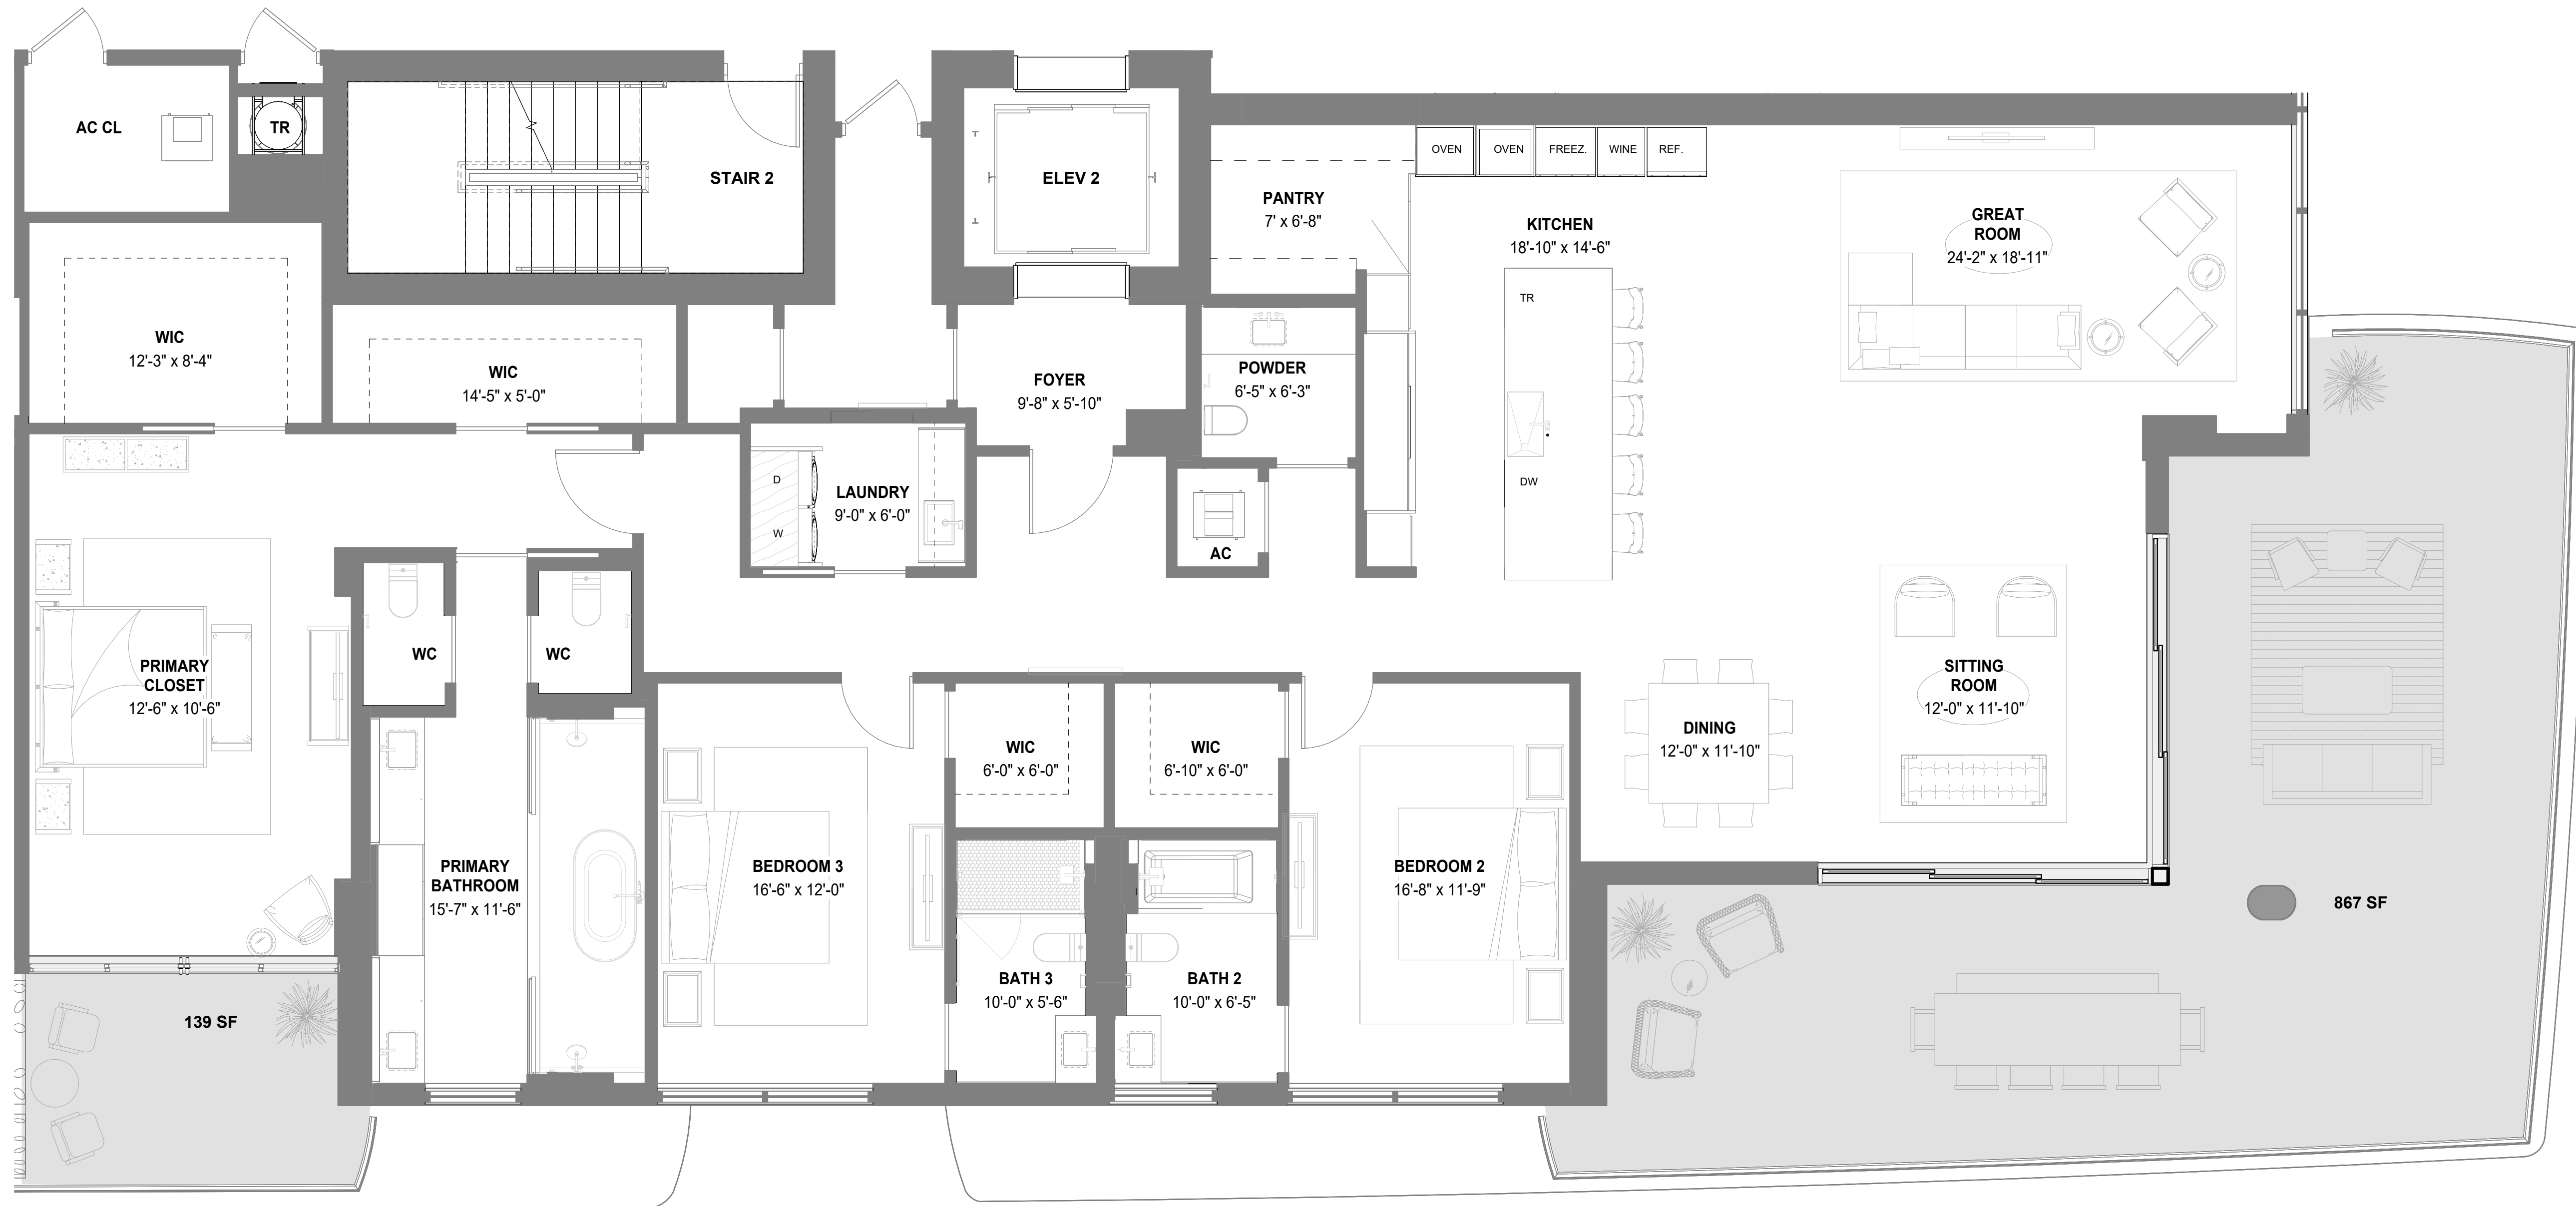 AC CL
TR
STAIR 2
ELEV 2
PANTRY
7' x 6'-8"
OVEN
OVEN
FREEZ.
WINE
REF.
KITCHEN
18'-10" x 14'-6"
GREAT
ROOM
24'-2" x 18'-11"
WIC
12'-3" x 8'-4"
WIC
14'-5" x 5'-0"
FOYER
9'-8" x 5'-10"
POWDER
6'-5" x 6'-3"
TR
DW
D
W
LAUNDRY
9'-0" x 6'-0"
AC
WC
WC
PRIMARY
CLOSET
12'-6" x 10'-6"
SITTING
ROOM
12'-0" x 11'-10"
DINING
12'-0" x 11'-10"
WIC
6'-0" x 6'-0"
WIC
6'-10" x 6'-0"
PRIMARY
BATHROOM
15'-7" x 11'-6"
BEDROOM 3
16'-6" x 12'-0"
BEDROOM 2
16'-8" x 11'-9"
BATH 3
10'-0" x 5'-6"
BATH 2
10'-0" x 6'-5"
867 SF
139 SF